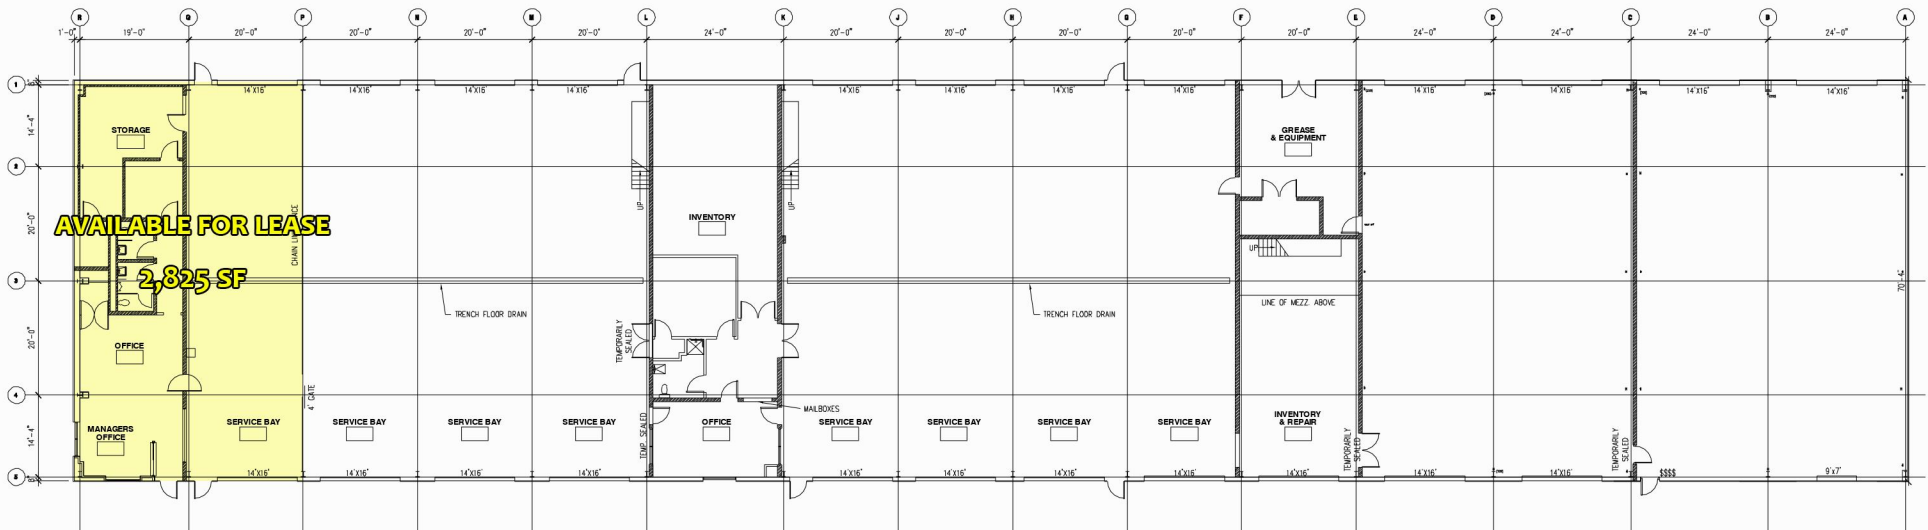 R Q P N M L K J H G F E D C B A
1'-0" 19'-0" 20'-0" 20'-0" 20'-0" 20'-0" 24'-0" 20'-0" 20'-0" 20'-0" 20'-0" 20'-0" 24'-0" 24'-0" 24'-0" 24'-0"
1
8"
14'X16' 14'X16' 14'X16' 14'X16' 14'X16' 14'X16' 14'X16' 14'X16' 14'X16' 14'X16' 14'X16' 14'X16'
14'-4"
STORAGE
GREASE
& EQUIPMENT
2
UP
UP
20'-0"
INVENTORY
AVAILABLE FOR LEASE
2,825 SF
UP
3
70'-4"
LINE OF MEZZ. ABOVE
TRENCH FLOOR DRAIN
TRENCH FLOOR DRAIN
20'-0"
OFFICE
TEMPORARILY
SEALED
4
4' GATE
MAILBOXES
14'-4"
MANAGERS
OFFICE
SERVICE BAY
SERVICE BAY
SERVICE BAY
SERVICE BAY
TEMP. SEALED
OFFICE
SERVICE BAY
SERVICE BAY
SERVICE BAY
SERVICE BAY
INVENTORY
& REPAIR
TEMPORARILY
SEALED
TEMPORARILY
SEALED
14'X16' 14'X16' 14'X16' 14'X16' 14'X16' 14'X16' 14'X16' 14'X16' 14'X16' 14'X16' 14'X16' $$$$ 9'x7'
5
8"